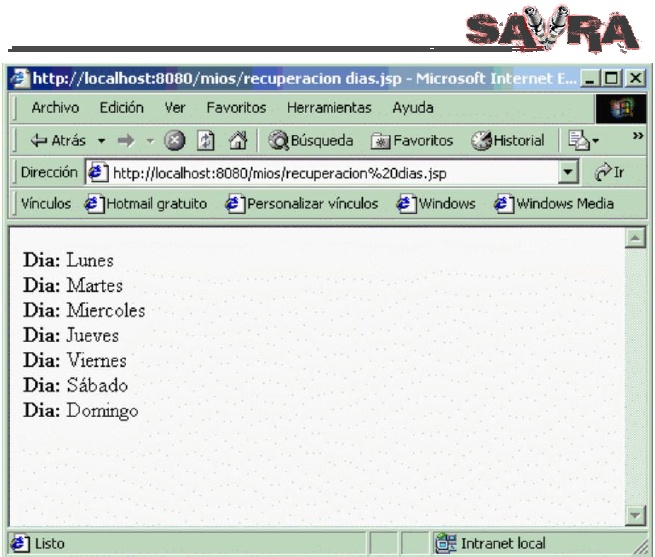 SAVRA
http://localhost:8080/mios/recuperacion dias.jsp - Microsoft Internet E...
Archivo Edición Ver Favoritos Herramientas Ayuda
Atrás Búsqueda Favoritos Historial »
Dirección http://localhost:8080/mios/recuperacion%20dias.jsp Ir
Vínculos Hotmail gratuito Personalizar vínculos Windows Windows Media
Dia: Lunes
Dia: Martes
Dia: Miercoles
Dia: Jueves
Dia: Viernes
Dia: Sábado
Dia: Domingo
Listo Intranet local